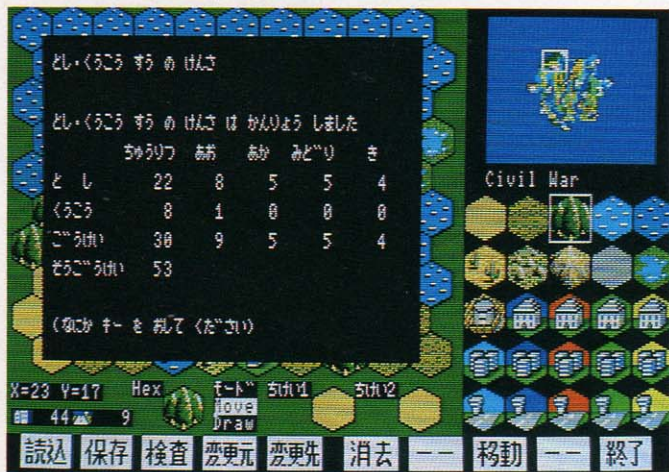 とし・くうこう すう の けんさ
とし・くうこう すう の けんさ は かんりょう しました
ちゅうりつ あお あか みどり き
と し 22 8 5 5 4
くうこう 8 1 0 0 0
ごうけい 30 9 5 5 4
そうごうけい 53
(なにか キー を おして ください)
Civil War
X=23 Y=17 Hex モード ちけい1 ちけい2
Move
44 9 Draw
読込 保存 検査 変更元 変更先 消去 -- 移動 -- 終了